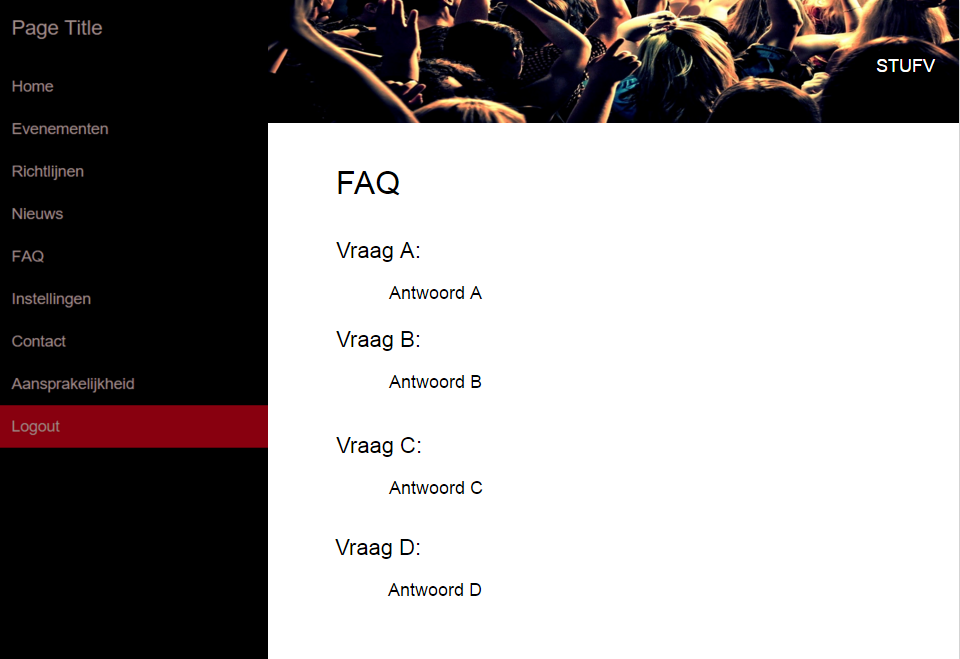 Page Title
Home
Evenementen
Richtlijnen
Nieuws
FAQ
Instellingen
Contact
Aansprakelijkheid
Logout
STUFV
FAQ
Vraag A:
Antwoord A
Vraag B:
Antwoord B
Vraag C:
Antwoord C
Vraag D:
Antwoord D